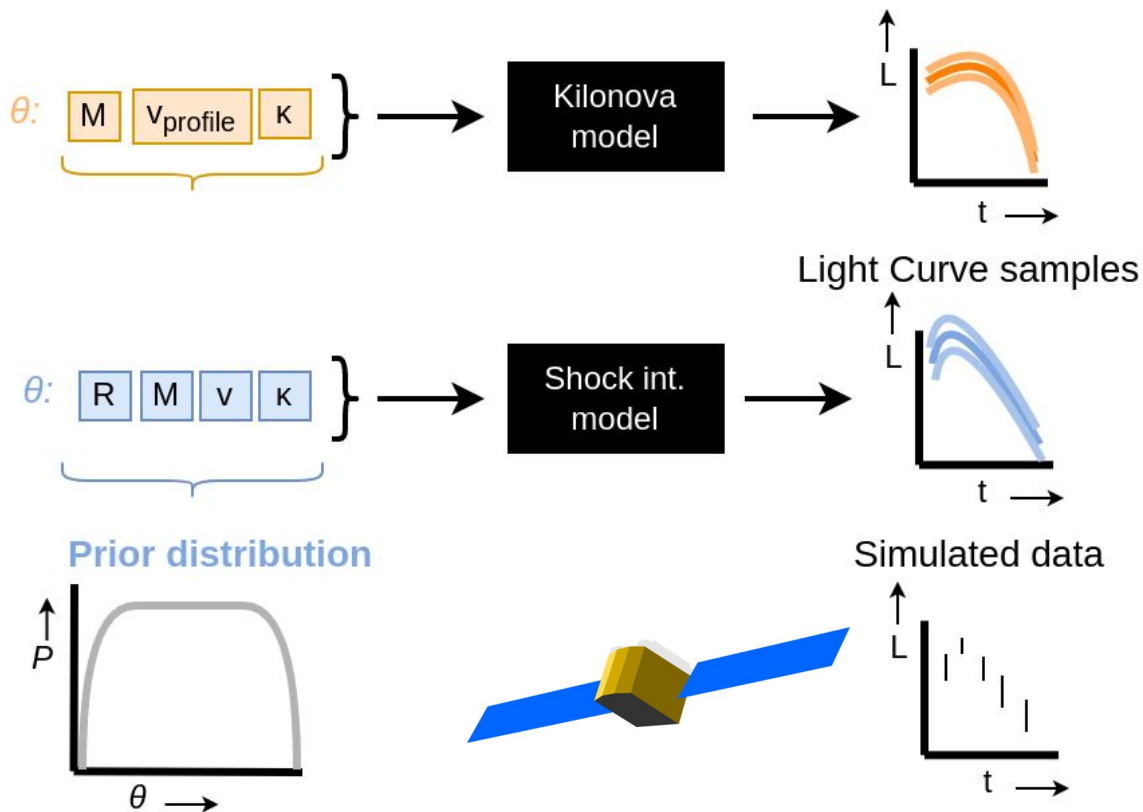 θ: M v_profile κ
Kilonova
model
L
t
Light Curve samples
θ: R M v κ
Shock int.
model
L
t
Prior distribution
P
θ
Simulated data
L
t